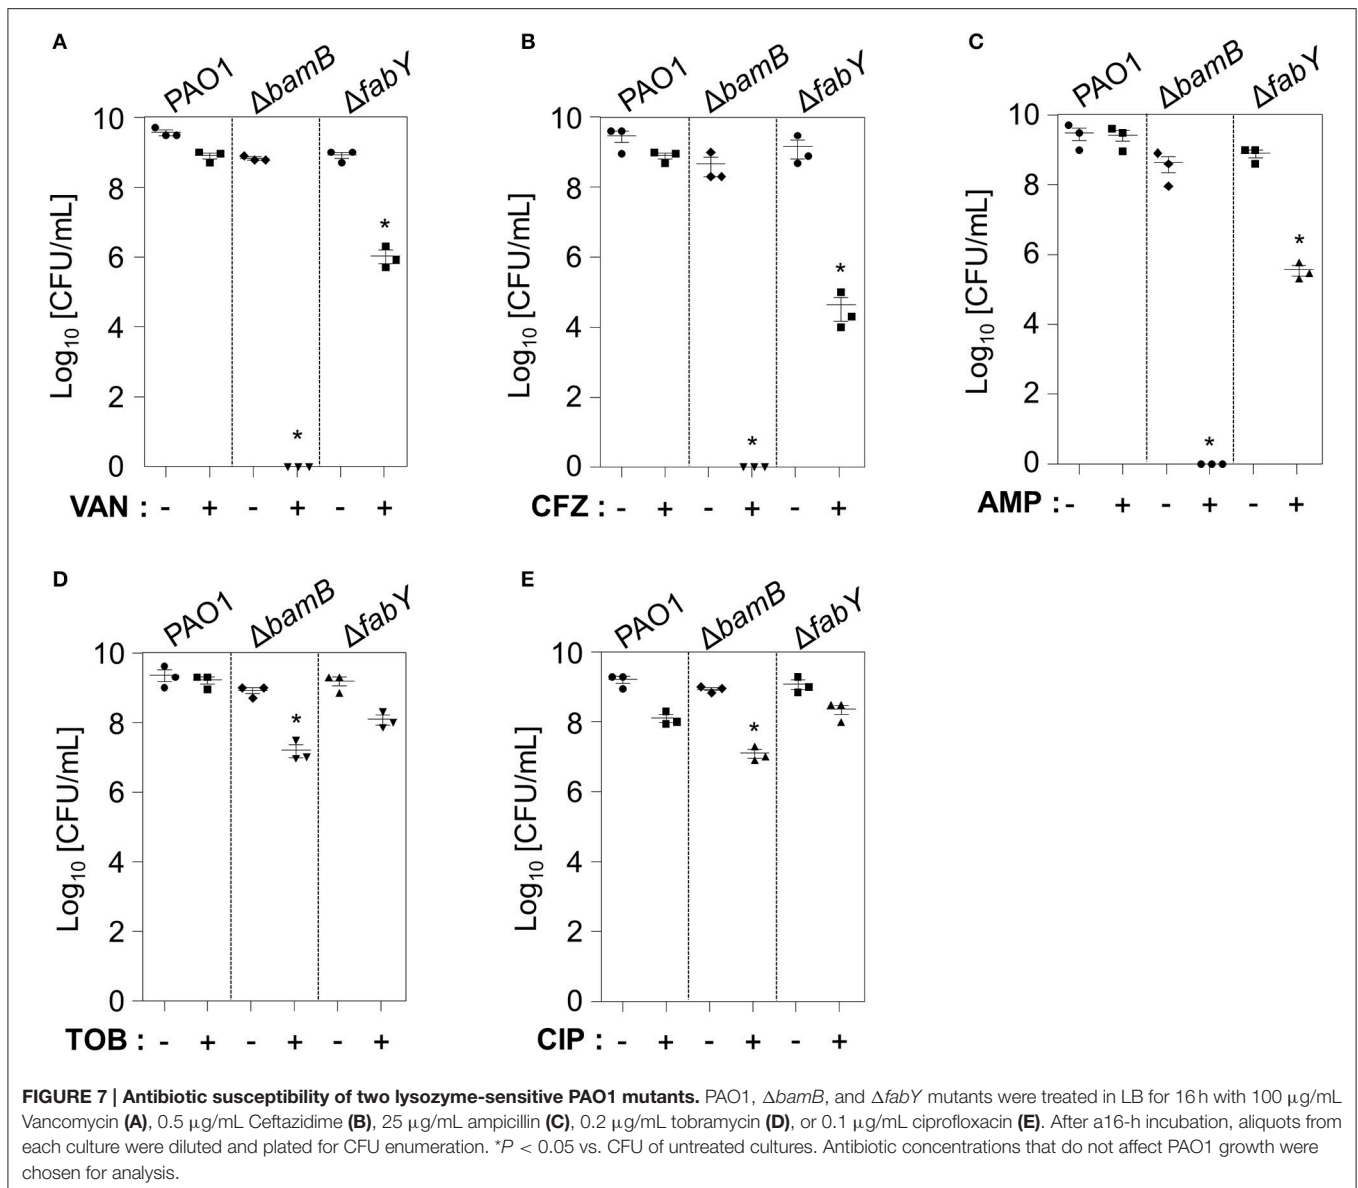 A
PAO1 ΔbamB ΔfabY
Log10 [CFU/mL]
10
8
6
4
2
0
*
*
VAN : - + - + - +
B
PAO1 ΔbamB ΔfabY
Log10 [CFU/mL]
10
8
6
4
2
0
*
*
CFZ : - + - + - +
C
PAO1 ΔbamB ΔfabY
Log10 [CFU/mL]
10
8
6
4
2
0
*
*
AMP : - + - + - +
D
PAO1 ΔbamB ΔfabY
Log10 [CFU/mL]
10
8
6
4
2
0
*
TOB : - + - + - +
E
PAO1 ΔbamB ΔfabY
Log10 [CFU/mL]
10
8
6
4
2
0
*
CIP : - + - + - +
FIGURE 7 | Antibiotic susceptibility of two lysozyme-sensitive PAO1 mutants. PAO1, ΔbamB, and ΔfabY mutants were treated in LB for 16 h with 100 μg/mL
Vancomycin (A), 0.5 μg/mL Ceftazidime (B), 25 μg/mL ampicillin (C), 0.2 μg/mL tobramycin (D), or 0.1 μg/mL ciprofloxacin (E). After a16-h incubation, aliquots from
each culture were diluted and plated for CFU enumeration. *P < 0.05 vs. CFU of untreated cultures. Antibiotic concentrations that do not affect PAO1 growth were
chosen for analysis.